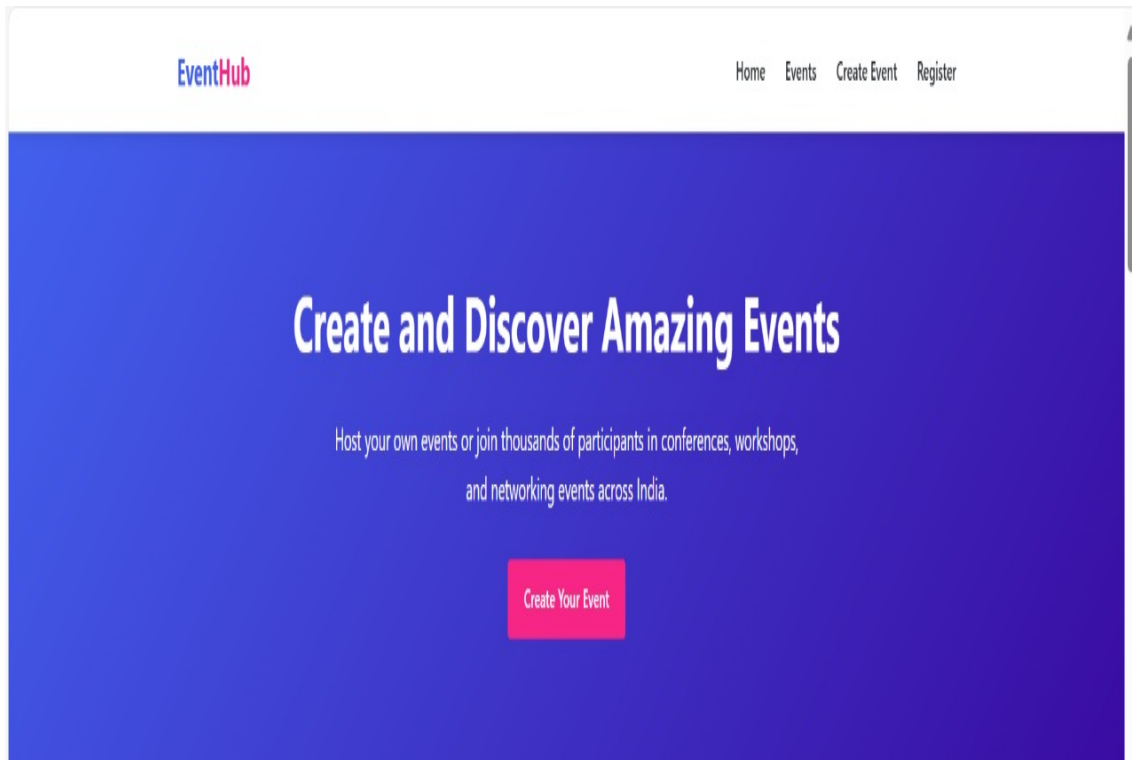 EventHub
Home Events Create Event Register
Create and Discover Amazing Events
Host your own events or join thousands of participants in conferences, workshops,
and networking events across India.
Create Your Event